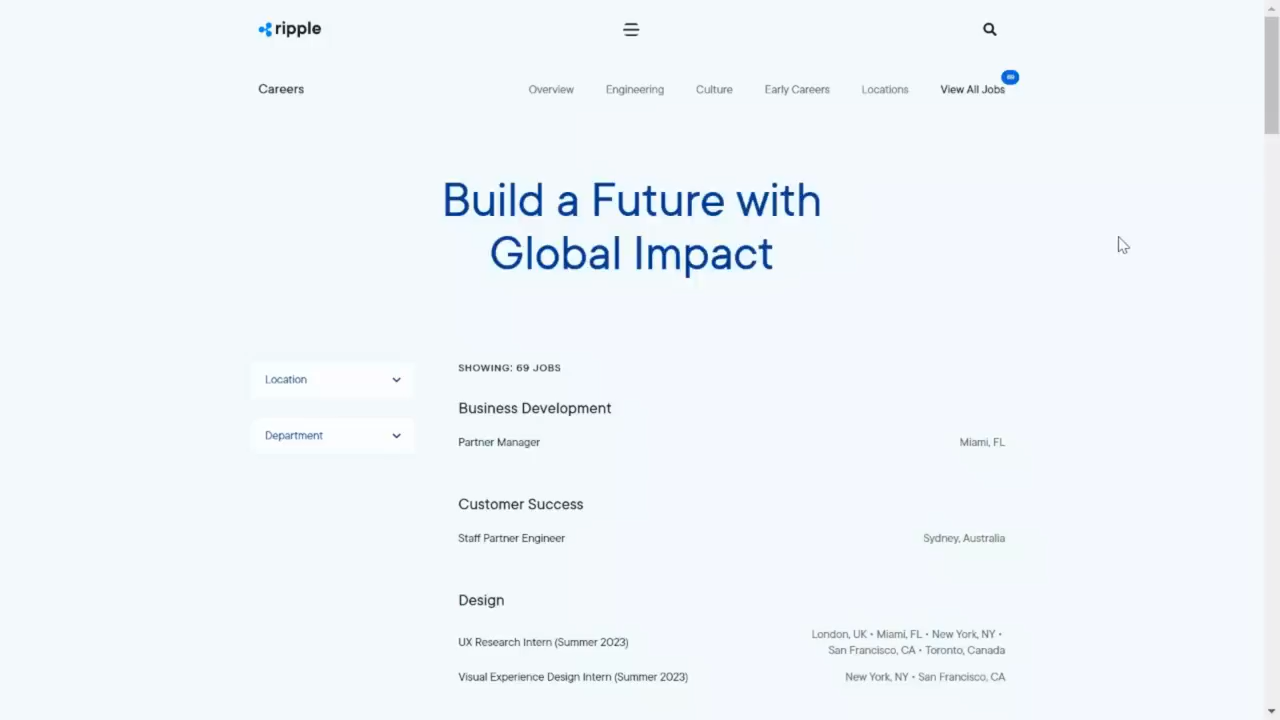 ripple
Careers
Overview
Engineering
Culture
Early Careers
Locations
View All Jobs
69
Build a Future with
Global Impact
Location
Department
SHOWING: 69 JOBS
Business Development
Partner Manager
Miami, FL
Customer Success
Staff Partner Engineer
Sydney, Australia
Design
UX Research Intern (Summer 2023)
London, UK • Miami, FL • New York, NY •
San Francisco, CA • Toronto, Canada
Visual Experience Design Intern (Summer 2023)
New York, NY • San Francisco, CA